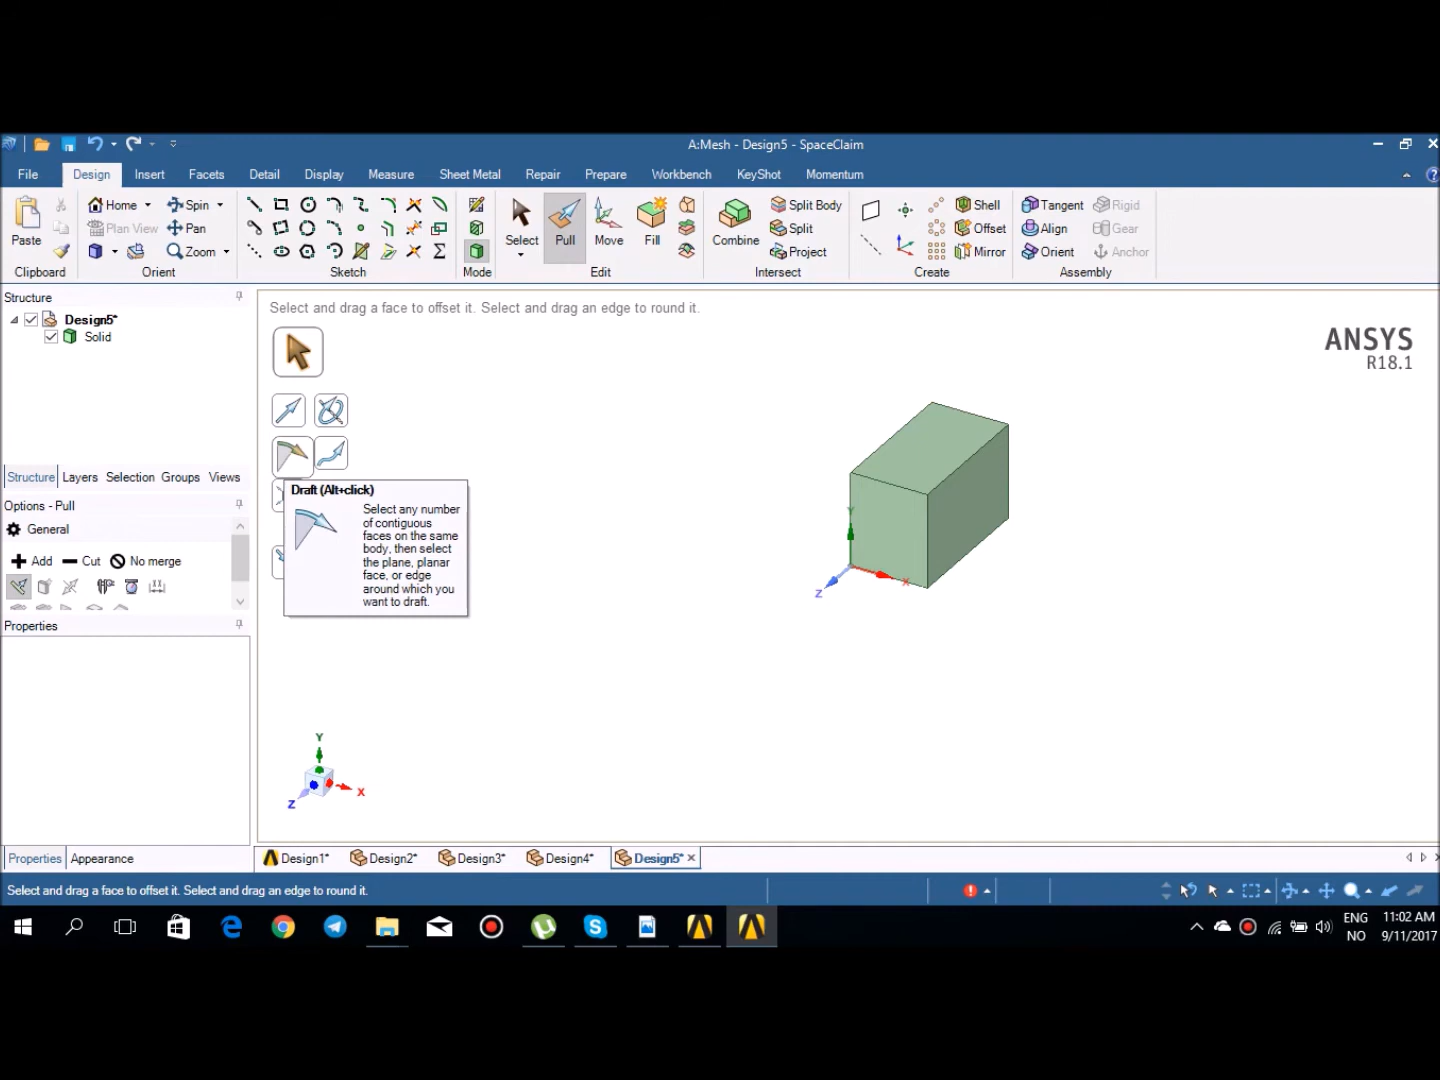 A:Mesh - Design5 - SpaceClaim
File Design Insert Facets Detail Display Measure Sheet Metal Repair Prepare Workbench KeyShot Momentum
Home Spin Shell Tangent Rigid
Split Body
Plan View Pan Split Offset Align Gear
Paste Select Pull Move Fill Combine
Zoom Project Mirror Orient Anchor
Clipboard Orient Sketch Mode Edit Intersect Create Assembly
Structure
Design5*
Solid
Structure Layers Selection Groups Views
Options - Pull
General
Add Cut No merge
Properties
Properties Appearance
Select and drag a face to offset it. Select and drag an edge to round it.
ANSYS
R18.1
Draft (Alt+click)
Select any number
of contiguous
faces on the same
body, then select
the plane, planar
face, or edge
around which you
want to draft.
Y
X
Z
Y
X
Z
Design1* Design2* Design3* Design4* Design5*
Select and drag a face to offset it. Select and drag an edge to round it.
ENG 11:02 AM
NO 9/11/2017